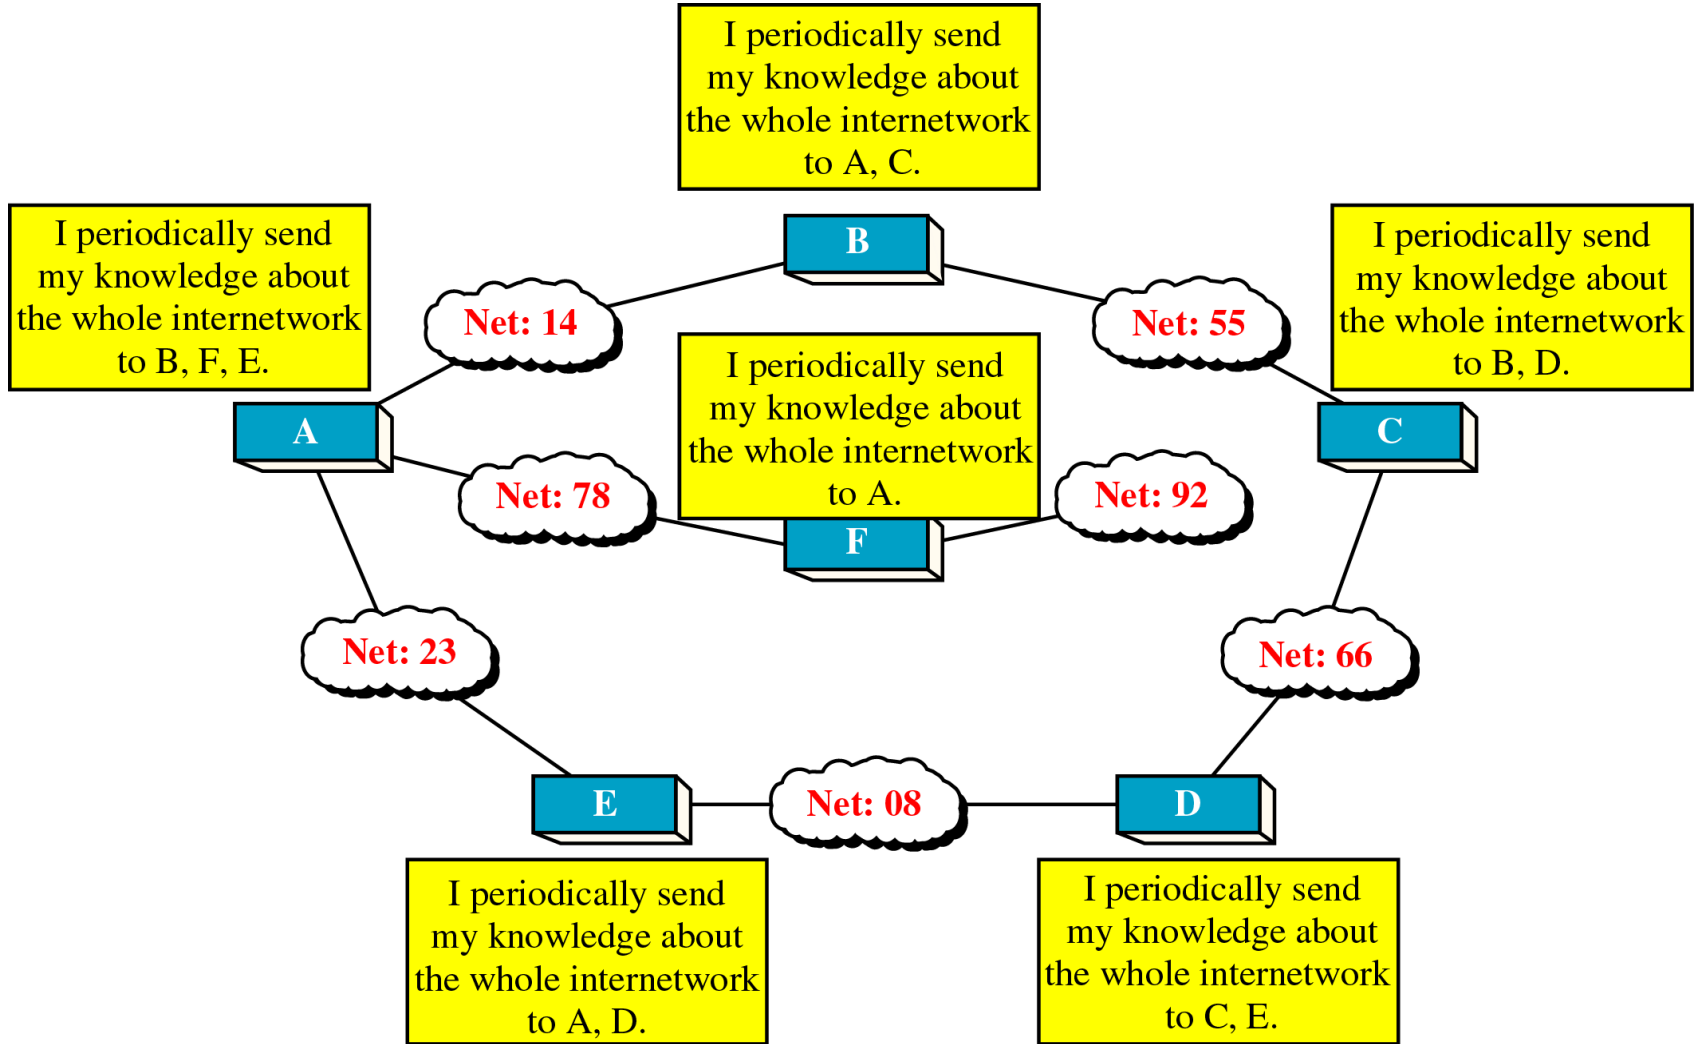 I periodically send
my knowledge about
the whole internetwork
to A, C.
I periodically send
my knowledge about
the whole internetwork
to B, F, E.
B
I periodically send
my knowledge about
the whole internetwork
to B, D.
Net: 14
Net: 55
I periodically send
my knowledge about
the whole internetwork
to A.
A
C
Net: 78
Net: 92
F
Net: 23
Net: 66
E
Net: 08
D
I periodically send
my knowledge about
the whole internetwork
to A, D.
I periodically send
my knowledge about
the whole internetwork
to C, E.